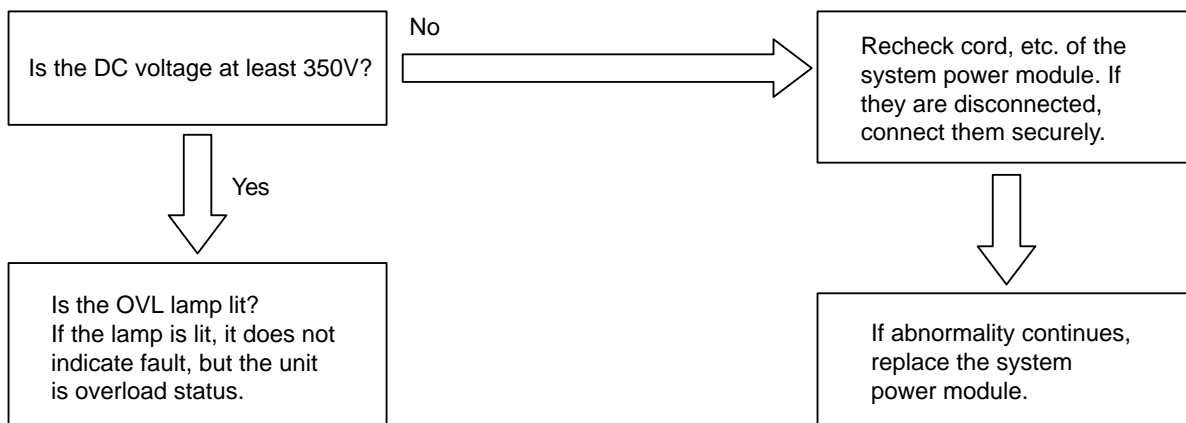 Is the DC voltage at least 350V?
No
Recheck cord, etc. of the
system power module. If
they are disconnected,
connect them securely.
Yes
Is the OVL lamp lit?
If the lamp is lit, it does not
indicate fault, but the unit
is overload status.
If abnormality continues,
replace the system
power module.